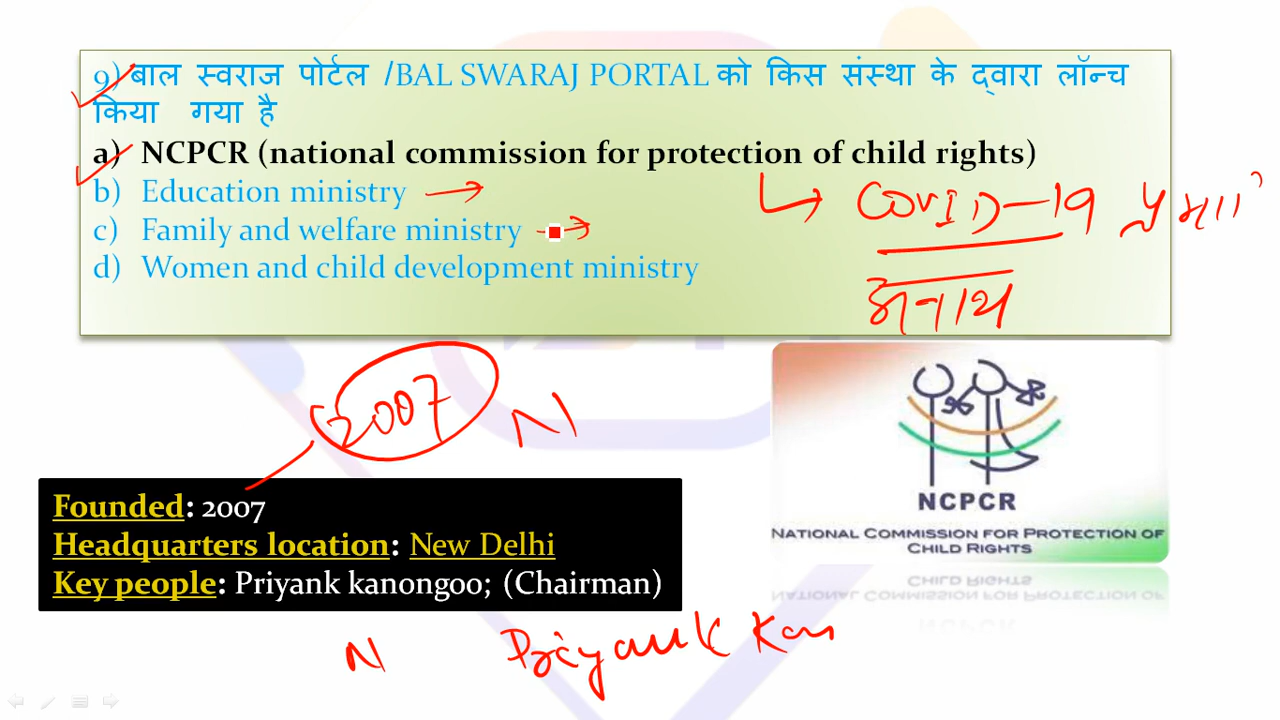 9) बाल स्वराज पोर्टल /BAL SWARAJ PORTAL को किस संस्था के द्वारा लॉन्च
किया गया है
a) NCPCR (national commission for protection of child rights)
b) Education ministry
c) Family and welfare ministry
d) Women and child development ministry
COVID-19
अनाथ
2007
N
NCPCR
NATIONAL COMMISSION FOR PROTECTION OF
CHILD RIGHTS
Founded: 2007
Headquarters location: New Delhi
Key people: Priyank kanongoo; (Chairman)
N Priyank Kan